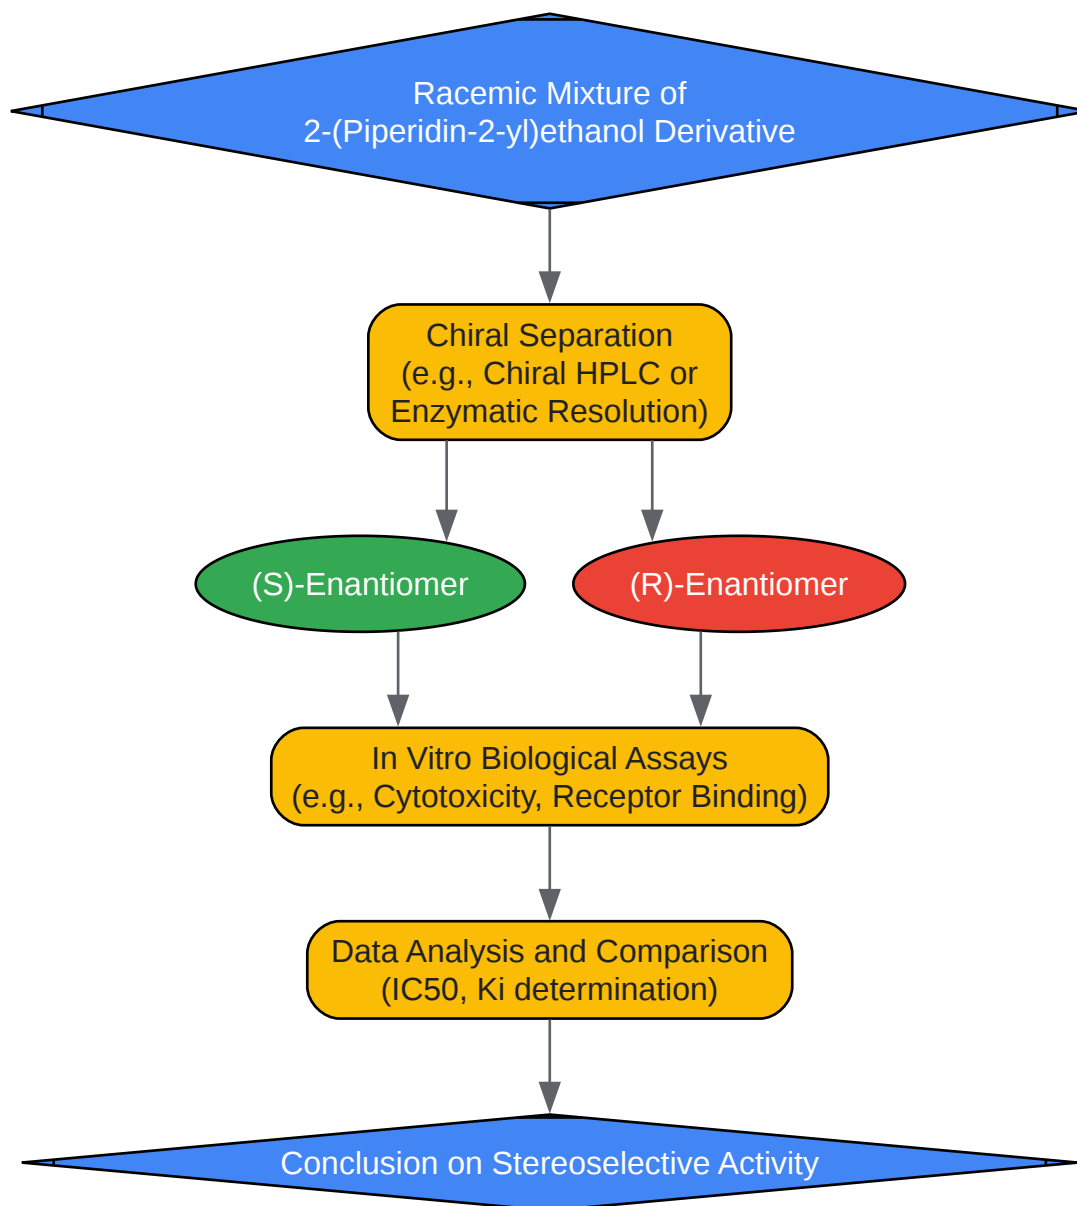 Racemic Mixture of
2-(Piperidin-2-yl)ethanol Derivative
Chiral Separation
(e.g., Chiral HPLC or
Enzymatic Resolution)
(S)-Enantiomer
(R)-Enantiomer
In Vitro Biological Assays
(e.g., Cytotoxicity, Receptor Binding)
Data Analysis and Comparison
(IC50, Ki determination)
Conclusion on Stereoselective Activity